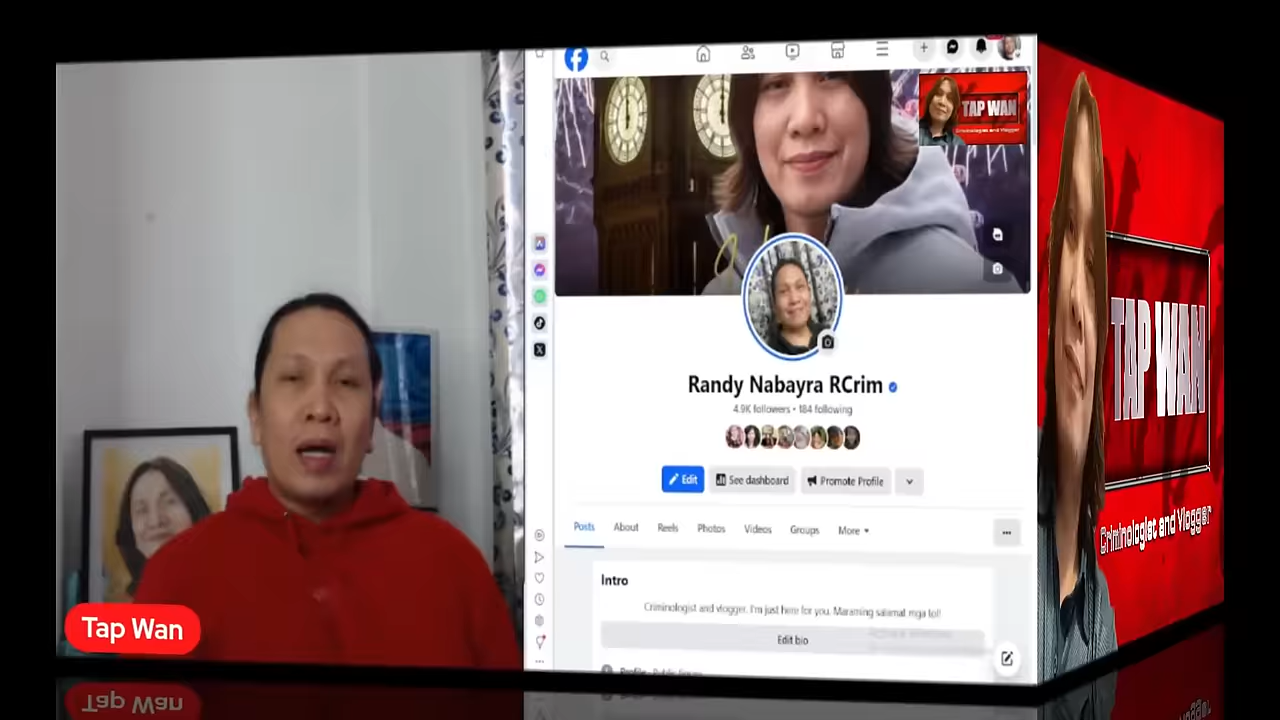 TAP WAN
Criminologist and Vlogger
Randy Nabayra RCrim
4.9K followers • 184 following
Edit
See dashboard
Promote Profile
Posts
About
Reels
Photos
Videos
Groups
More
Intro
Criminologist and vlogger. I'm just here for you. Maraming salamat mga tol!
Edit bio
Tap Wan
TAP WAN
Criminologist and Vlogger
Tap Wan